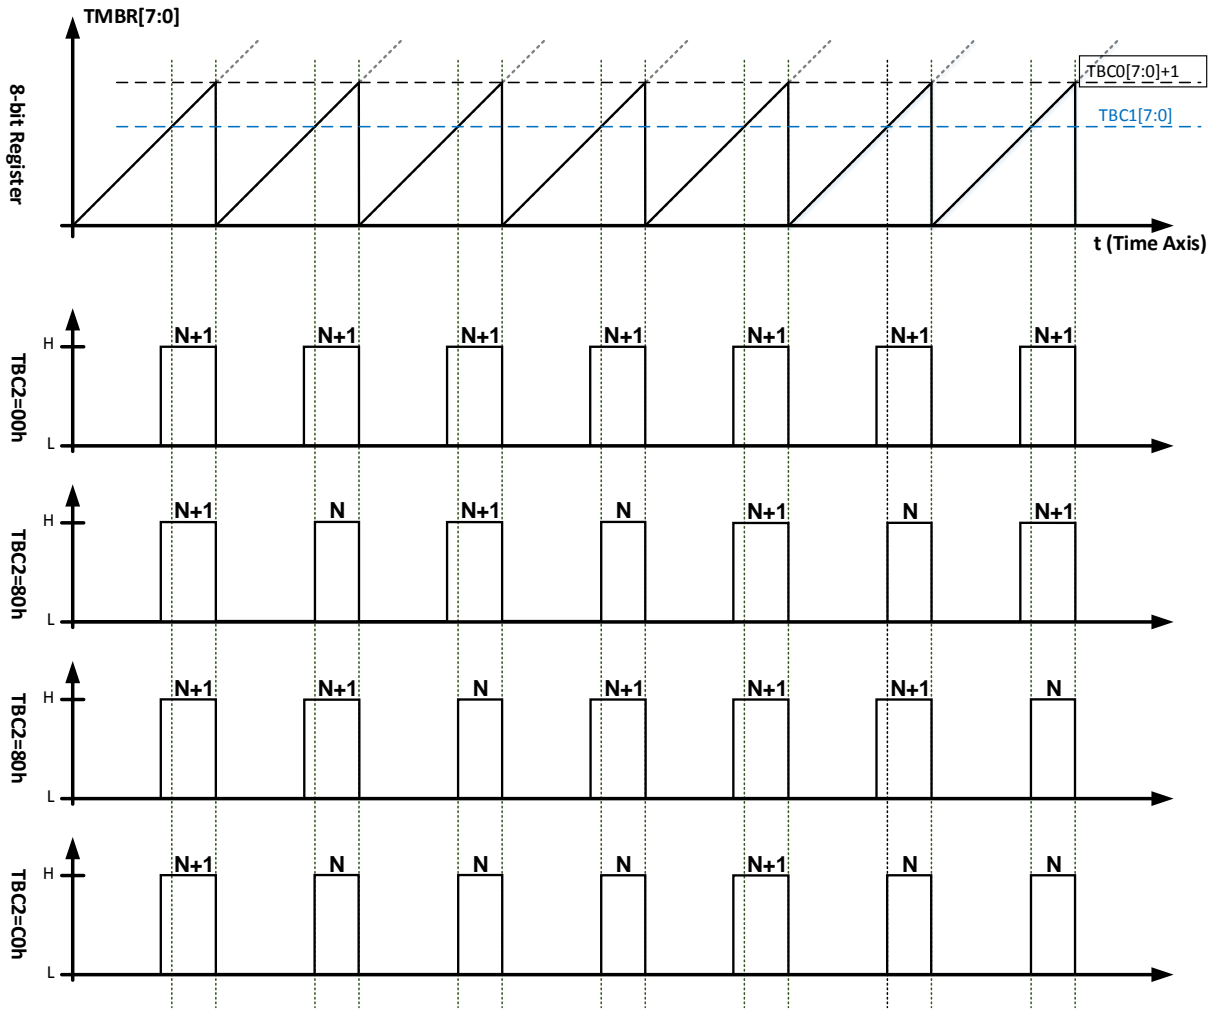 TMBR[7:0]
8-bit Register
TBC0[7:0]+1
TBC1[7:0]
t (Time Axis)
TBC2=00h
H
L
N+1 N+1 N+1 N+1 N+1 N+1 N+1
TBC2=80h
H
L
N+1 N N+1 N N+1 N N+1
TBC2=80h
H
L
N+1 N+1 N N+1 N+1 N+1 N
TBC2=C0h
H
L
N+1 N N N N+1 N N